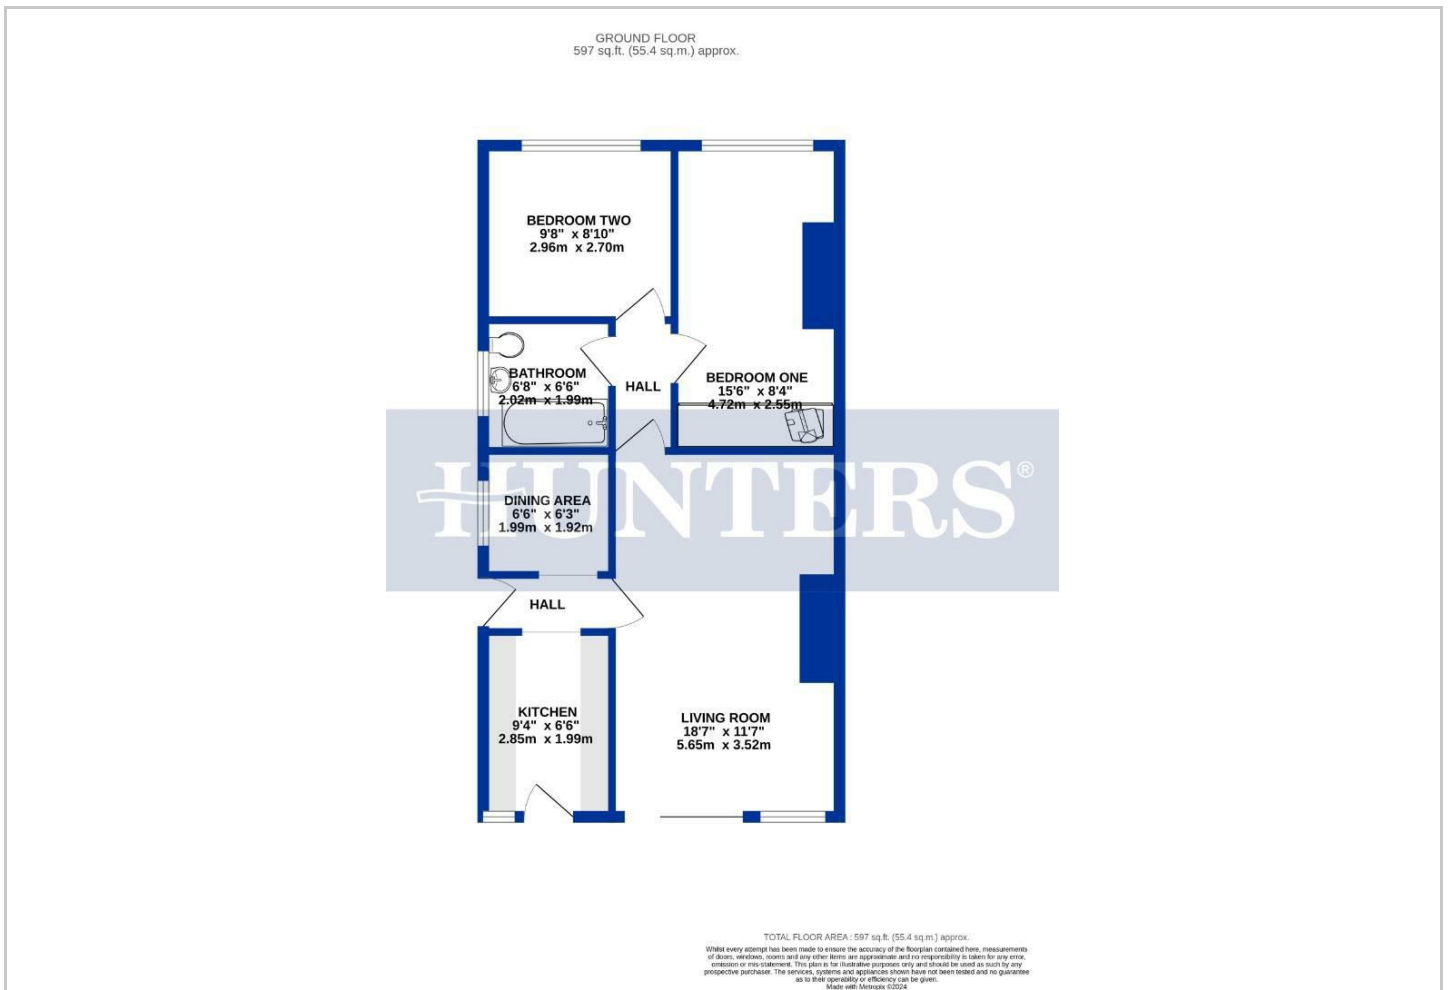 GROUND FLOOR
597 sq.ft. (55.4 sq.m.) approx.
BEDROOM TWO
9'8" x 8'10"
2.96m x 2.70m
BATHROOM
6'8" x 6'6"
2.02m x 1.99m
HALL
BEDROOM ONE
15'6" x 8'4"
4.72m x 2.55m
HUNTERS®
DINING AREA
6'6" x 6'3"
1.99m x 1.92m
HALL
KITCHEN
9'4" x 6'6"
2.85m x 1.99m
LIVING ROOM
18'7" x 11'7"
5.65m x 3.52m
TOTAL FLOOR AREA : 597 sq.ft. (55.4 sq.m.) approx.
Whilst every attempt has been made to ensure the accuracy of the floorplan contained here, measurements
of doors, windows, rooms and any other items are approximate and no responsibility is taken for any error,
omission or mis-statement. This plan is for illustrative purposes only and should be used as such by any
prospective purchaser. The services, systems and appliances shown have not been tested and no guarantee
as to their operability or efficiency can be given.
Made with Metropix ©2024